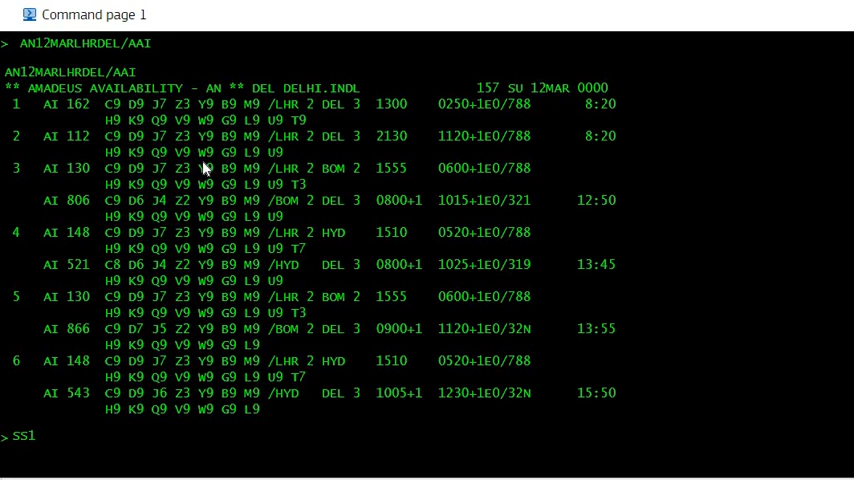 Command page 1
> AN12MARLHRDEL/AAI
AN12MARLHRDEL/AAI
** AMADEUS AVAILABILITY - AN ** DEL DELHI.INDL 157 SU 12MAR 0000
1 AI 162 C9 D9 J7 Z3 Y9 B9 M9 /LHR 2 DEL 3 1300 0250+1E0/788 8:20
H9 K9 Q9 V9 W9 G9 L9 U9 T9
2 AI 112 C9 D9 J7 Z3 Y9 B9 M9 /LHR 2 DEL 3 2130 1120+1E0/788 8:20
H9 K9 Q9 V9 W9 G9 L9 U9
3 AI 130 C9 D9 J7 Z3 Y9 B9 M9 /LHR 2 BOM 2 1555 0600+1E0/788
H9 K9 Q9 V9 W9 G9 L9 U9 T3
AI 806 C9 D6 J4 Z2 Y9 B9 M9 /BOM 2 DEL 3 0800+1 1015+1E0/321 12:50
H9 K9 Q9 V9 W9 G9 L9 U9
4 AI 148 C9 D9 J7 Z3 Y9 B9 M9 /LHR 2 HYD 1510 0520+1E0/788
H9 K9 Q9 V9 W9 G9 L9 U9 T7
AI 521 C8 D6 J4 Z2 Y9 B9 M9 /HYD DEL 3 0800+1 1025+1E0/319 13:45
H9 K9 Q9 V9 W9 G9 L9 U9
5 AI 130 C9 D9 J7 Z3 Y9 B9 M9 /LHR 2 BOM 2 1555 0600+1E0/788
H9 K9 Q9 V9 W9 G9 L9 U9 T3
AI 866 C9 D7 J5 Z2 Y9 B9 M9 /BOM 2 DEL 3 0900+1 1120+1E0/32N 13:55
H9 K9 Q9 V9 W9 G9 L9
6 AI 148 C9 D9 J7 Z3 Y9 B9 M9 /LHR 2 HYD 1510 0520+1E0/788
H9 K9 Q9 V9 W9 G9 L9 U9 T7
AI 543 C9 D9 J6 Z3 Y9 B9 M9 /HYD DEL 3 1005+1 1230+1E0/32N 15:50
H9 K9 Q9 V9 W9 G9 L9
> SS1